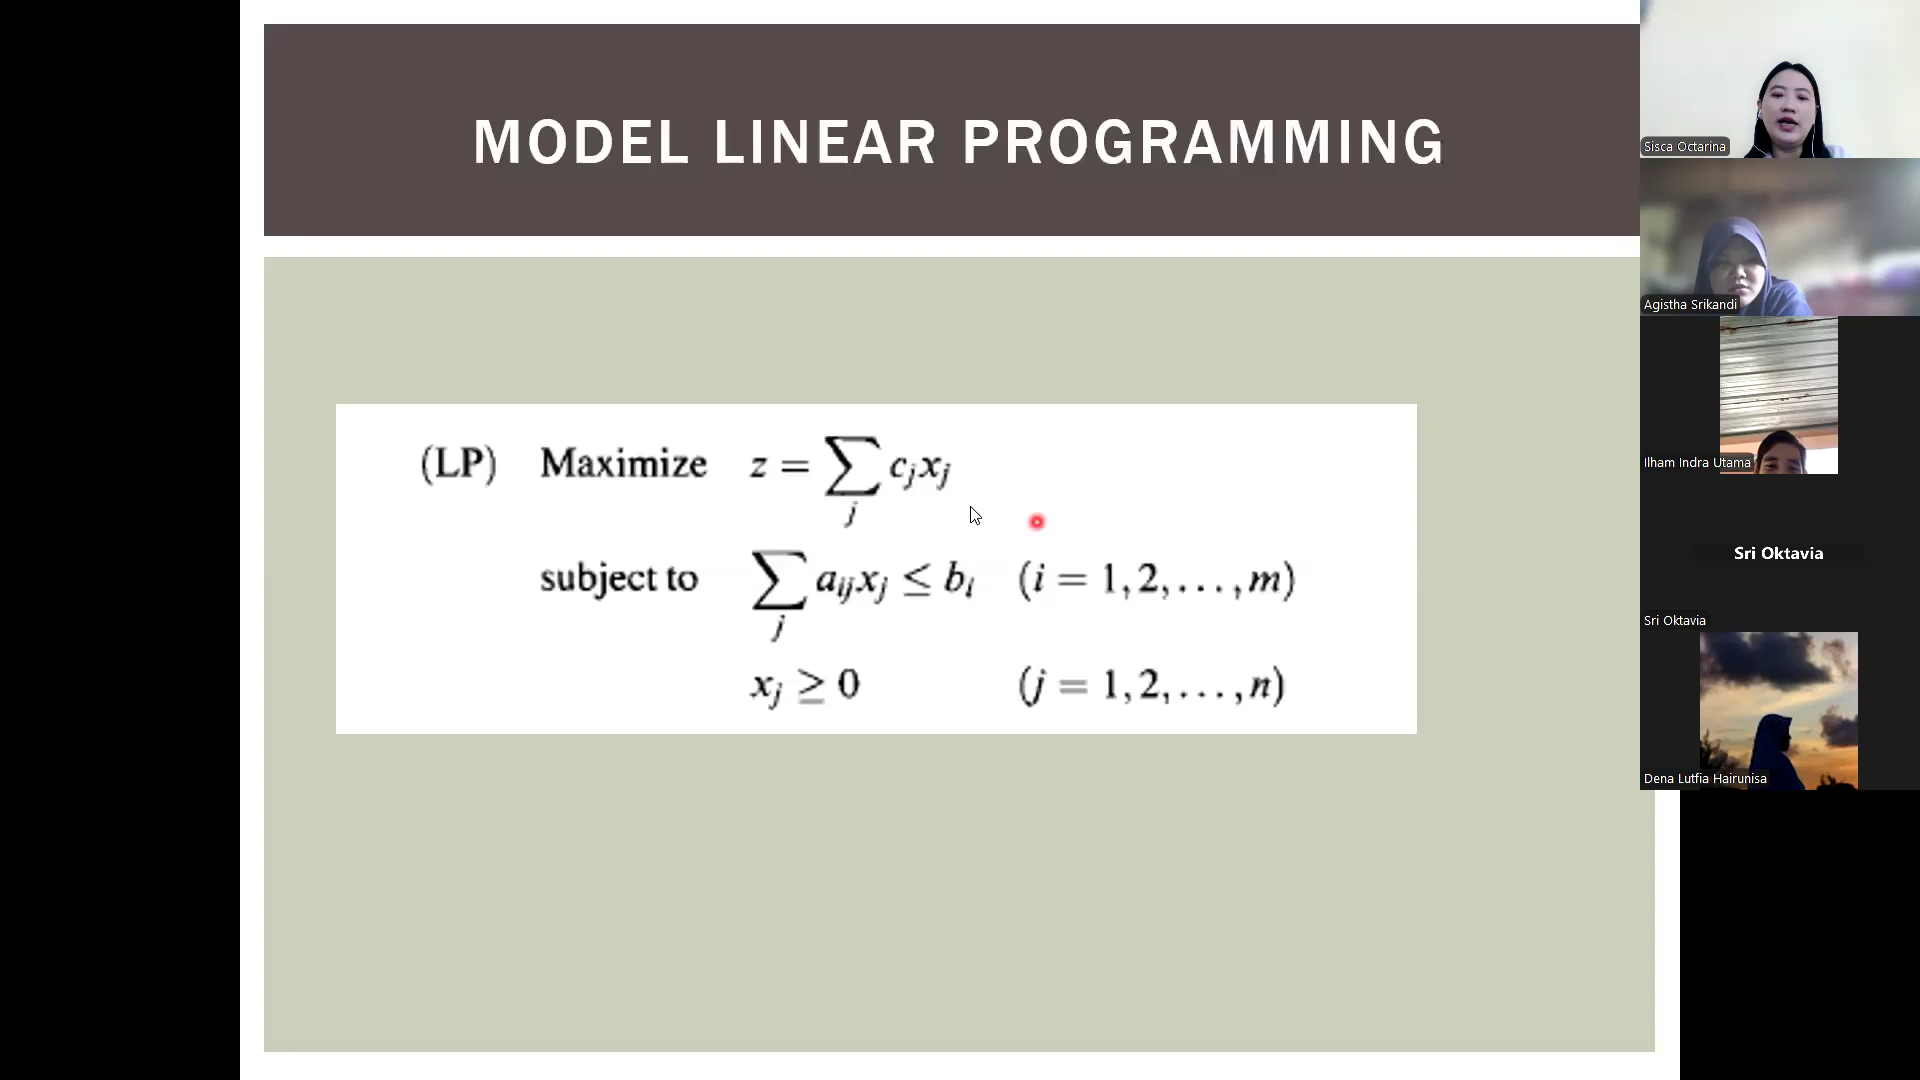 MODEL LINEAR PROGRAMMING
(LP) Maximize z = ∑_j c_j x_j
subject to ∑_j a_ij x_j ≤ b_i (i = 1, 2, . . . , m)
x_j ≥ 0 (j = 1, 2, . . . , n)
Sisca Octarina
Agistha Srikandi
Ilham Indra Utama
Sri Oktavia
Sri Oktavia
Dena Lutfia Hairunisa